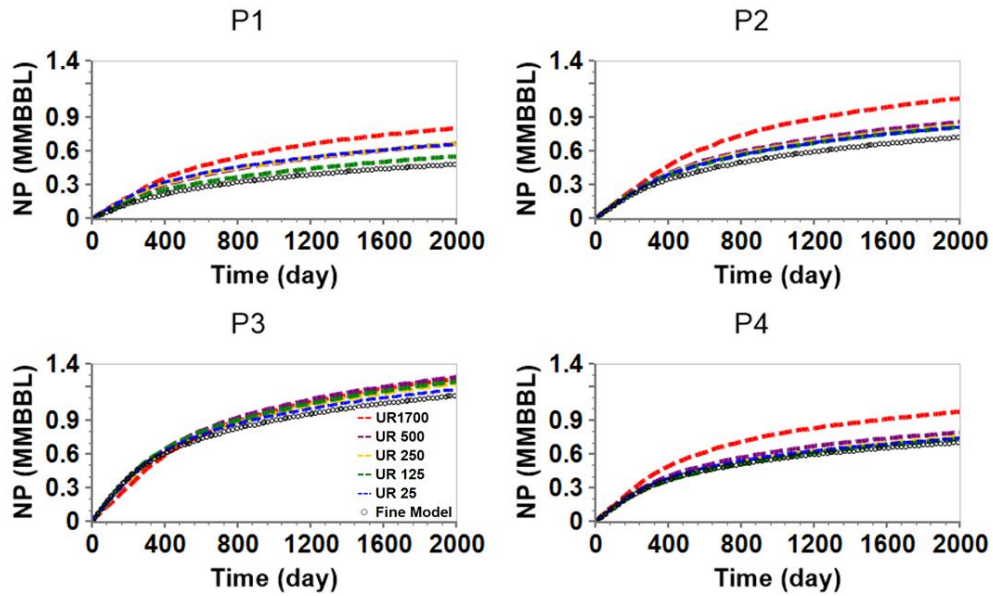 P1
P2
1.4
0.9
0.6
0.3
0
NP (MMBBL)
0 400 800 1200 1600 2000
Time (day)
1.4
0.9
0.6
0.3
0
NP (MMBBL)
0 400 800 1200 1600 2000
Time (day)
P3
P4
1.4
0.9
0.6
0.3
0
NP (MMBBL)
UR1700
UR 500
UR 250
UR 125
UR 25
Fine Model
0 400 800 1200 1600 2000
Time (day)
1.4
0.9
0.6
0.3
0
NP (MMBBL)
0 400 800 1200 1600 2000
Time (day)